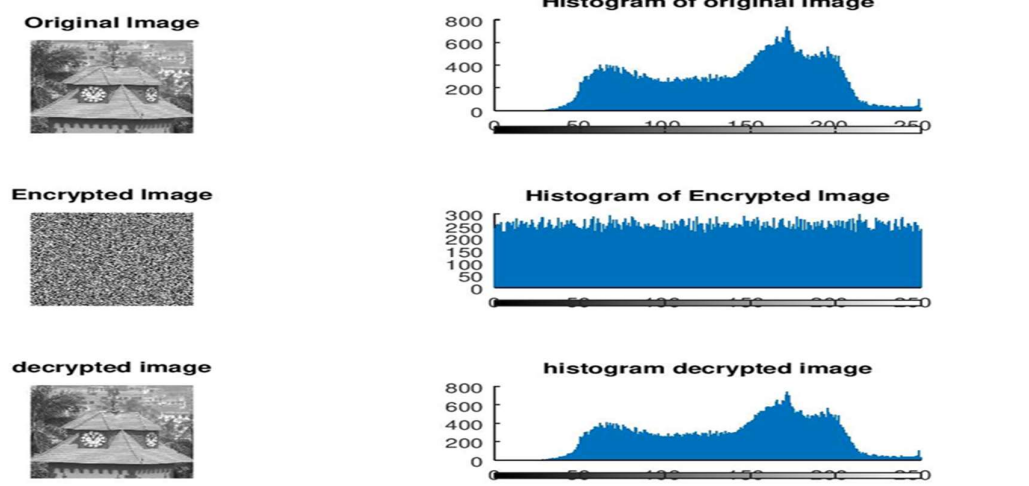 Original Image
Histogram of original Image
800
600
400
200
0
0 50 100 150 200 250
Encrypted Image
Histogram of Encrypted Image
300
250
200
150
100
50
0
0 50 100 150 200 250
decrypted image
histogram decrypted image
800
600
400
200
0
0 50 100 150 200 250